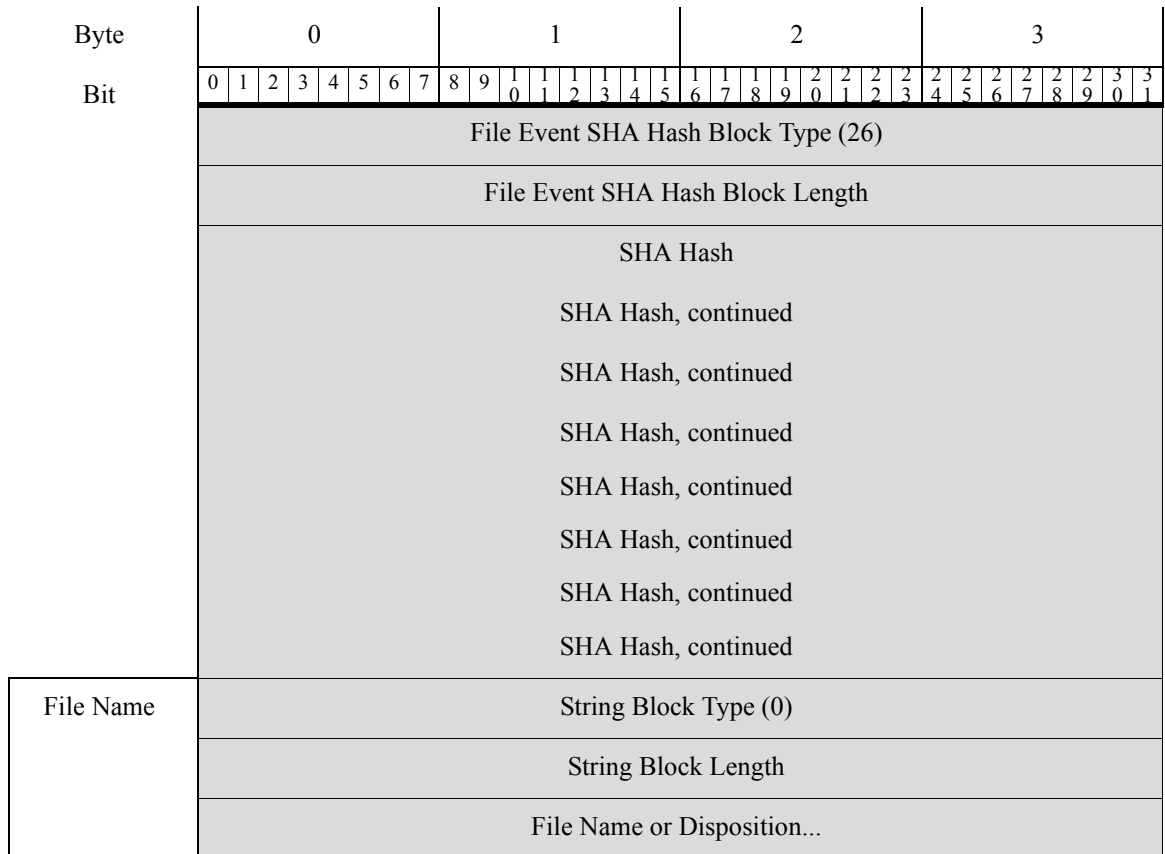 Byte 0 1 2 3
Bit 0 1 2 3 4 5 6 7 8 9 10 11 12 13 14 15 16 17 18 19 20 21 22 23 24 25 26 27 28 29 30 31
File Event SHA Hash Block Type (26)
File Event SHA Hash Block Length
SHA Hash
SHA Hash, continued
SHA Hash, continued
SHA Hash, continued
SHA Hash, continued
SHA Hash, continued
SHA Hash, continued
SHA Hash, continued
File Name String Block Type (0)
String Block Length
File Name or Disposition...